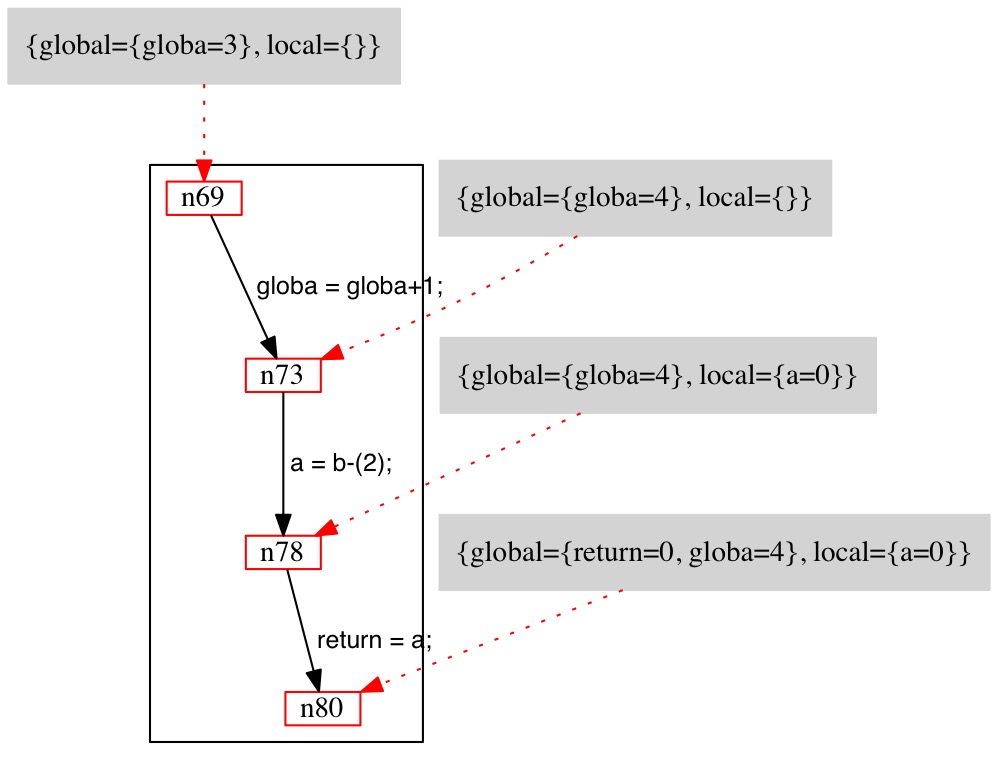 {global={globa=3}, local={}}
n69
{global={globa=4}, local={}}
globa = globa+1;
n73
{global={globa=4}, local={a=0}}
a = b-(2);
n78
{global={return=0, globa=4}, local={a=0}}
return = a;
n80